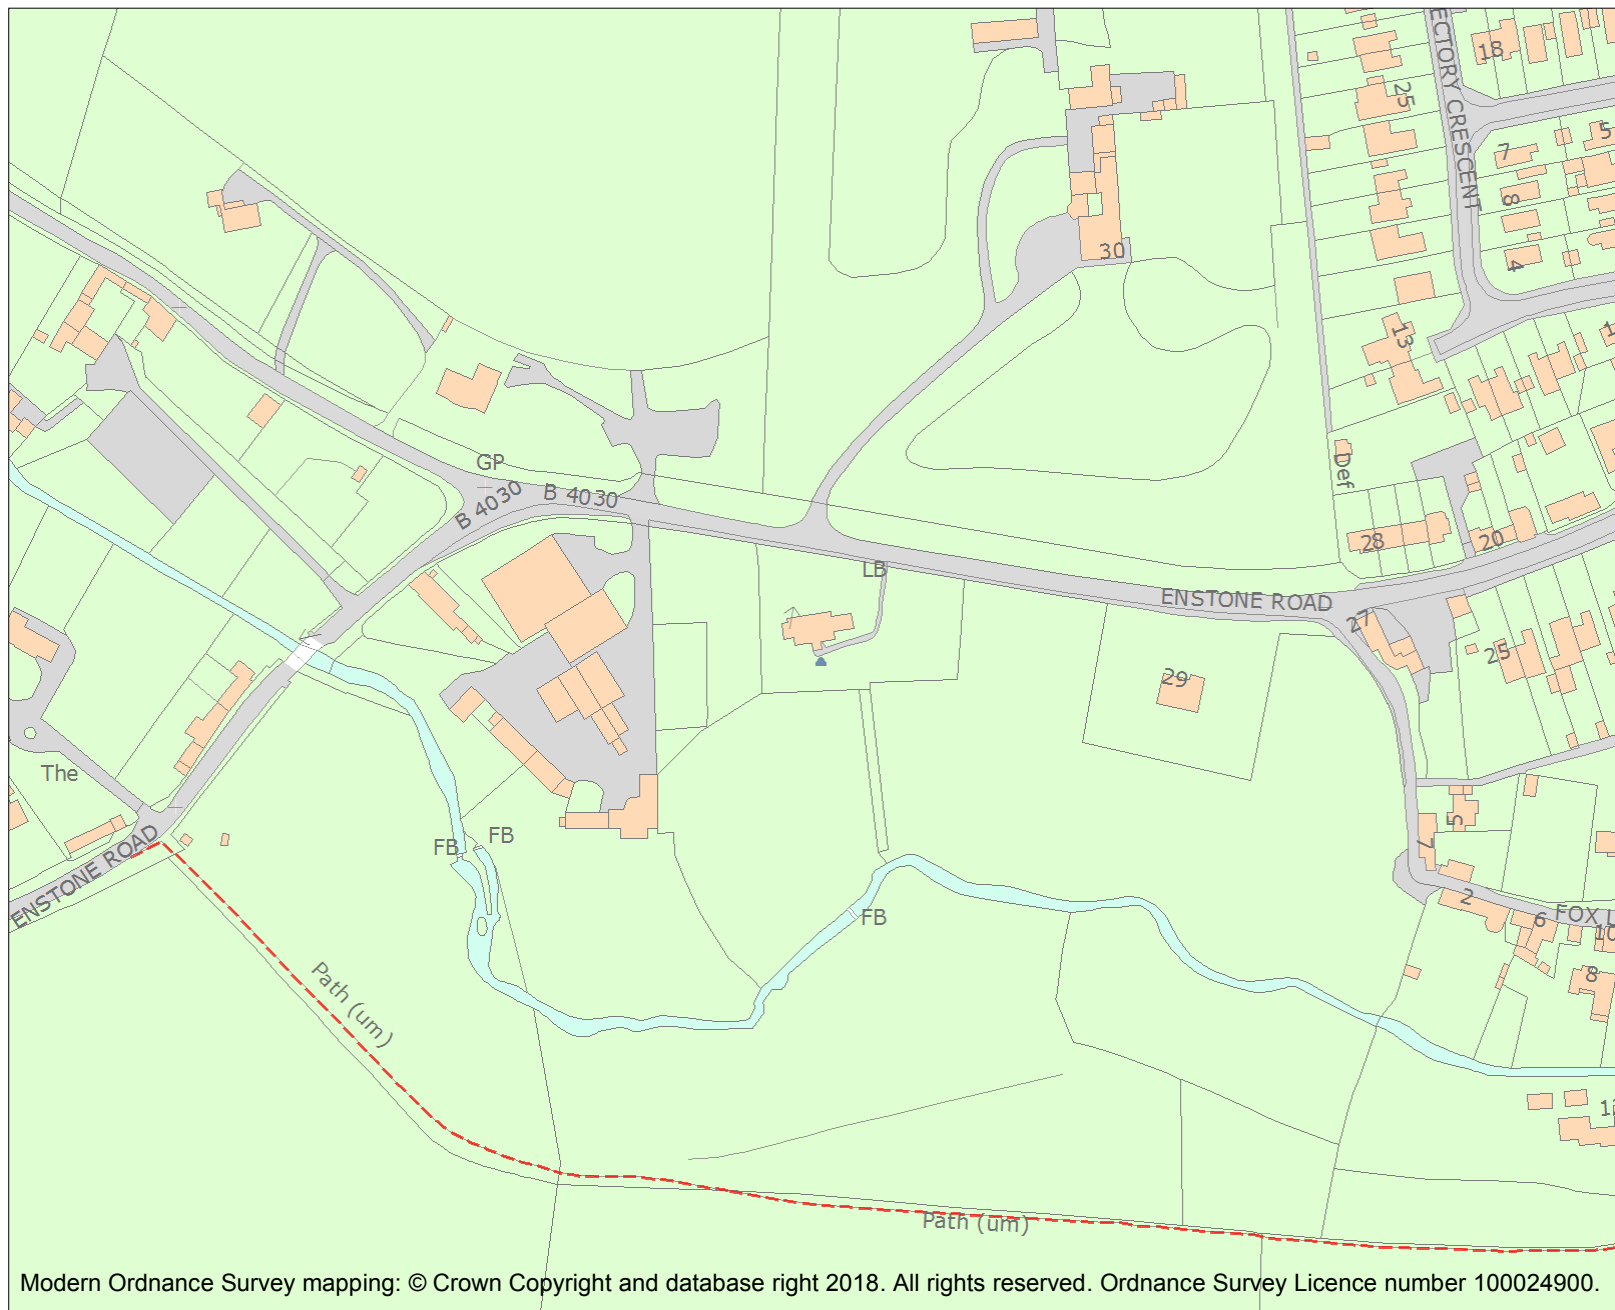 ECTORY CRESCENT
18
25
7
5
8
4
30
13
1
GP
B 4030
B 4030
Def
28
20
LB
ENSTONE ROAD
27
25
29
The
5
7
FB
FB
ENSTONE ROAD
2
FB
6
FOX L
10
8
Path (um)
12
Path (um)
Modern Ordnance Survey mapping: © Crown Copyright and database right 2018. All rights reserved. Ordnance Survey Licence number 100024900.